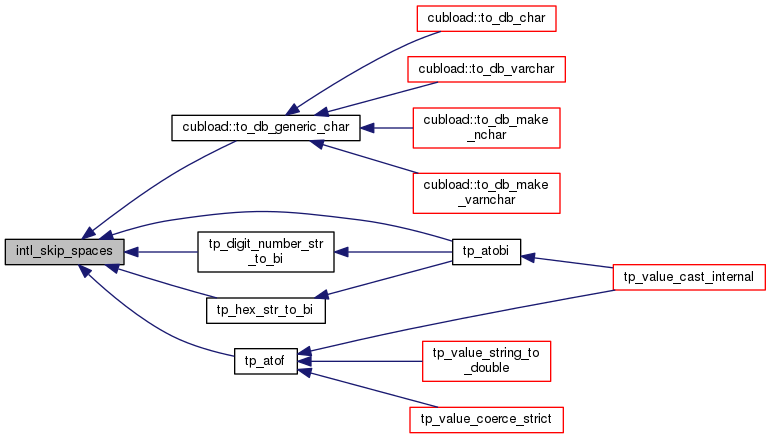 cubload::to_db_char
cubload::to_db_varchar
cubload::to_db_generic_char
cubload::to_db_make
_nchar
cubload::to_db_make
_varnchar
intl_skip_spaces
tp_digit_number_str
_to_bi
tp_atobi
tp_value_cast_internal
tp_hex_str_to_bi
tp_atof
tp_value_string_to
_double
tp_value_coerce_strict